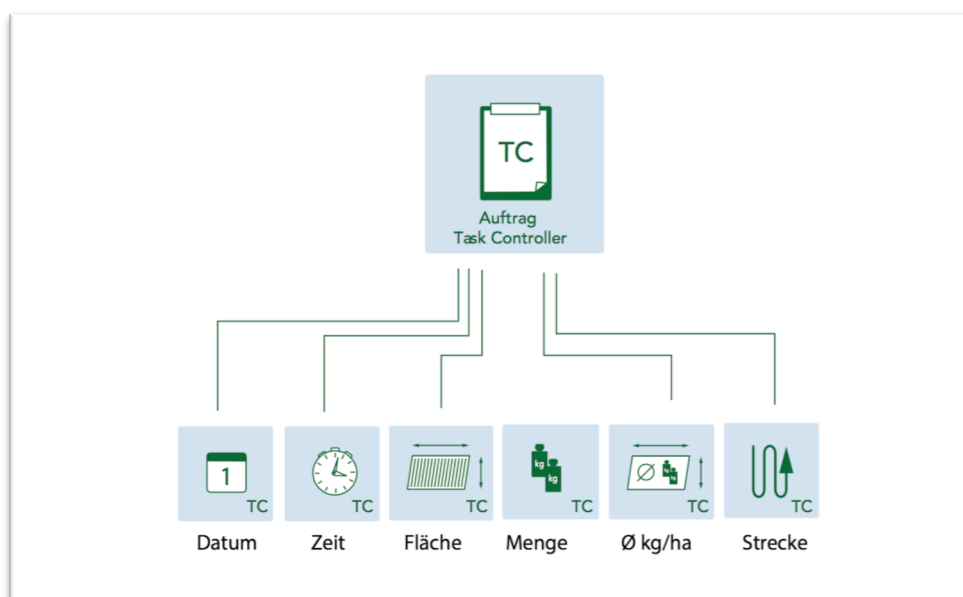 TC
Auftrag
Task Controller
1
TC
TC
TC
kg
kg
TC
Ø
kg
kg
TC
TC
Datum
Zeit
Fläche
Menge
Ø kg/ha
Strecke